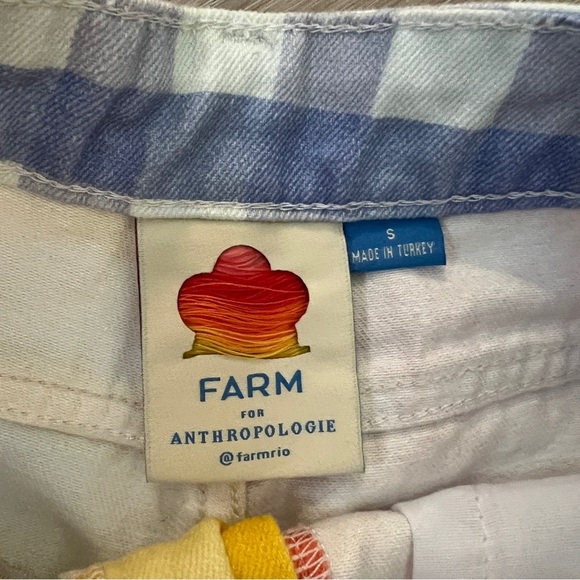 S
MADE IN TURKEY
FARM
FOR
ANTHROPOLOGIE
@farmrio